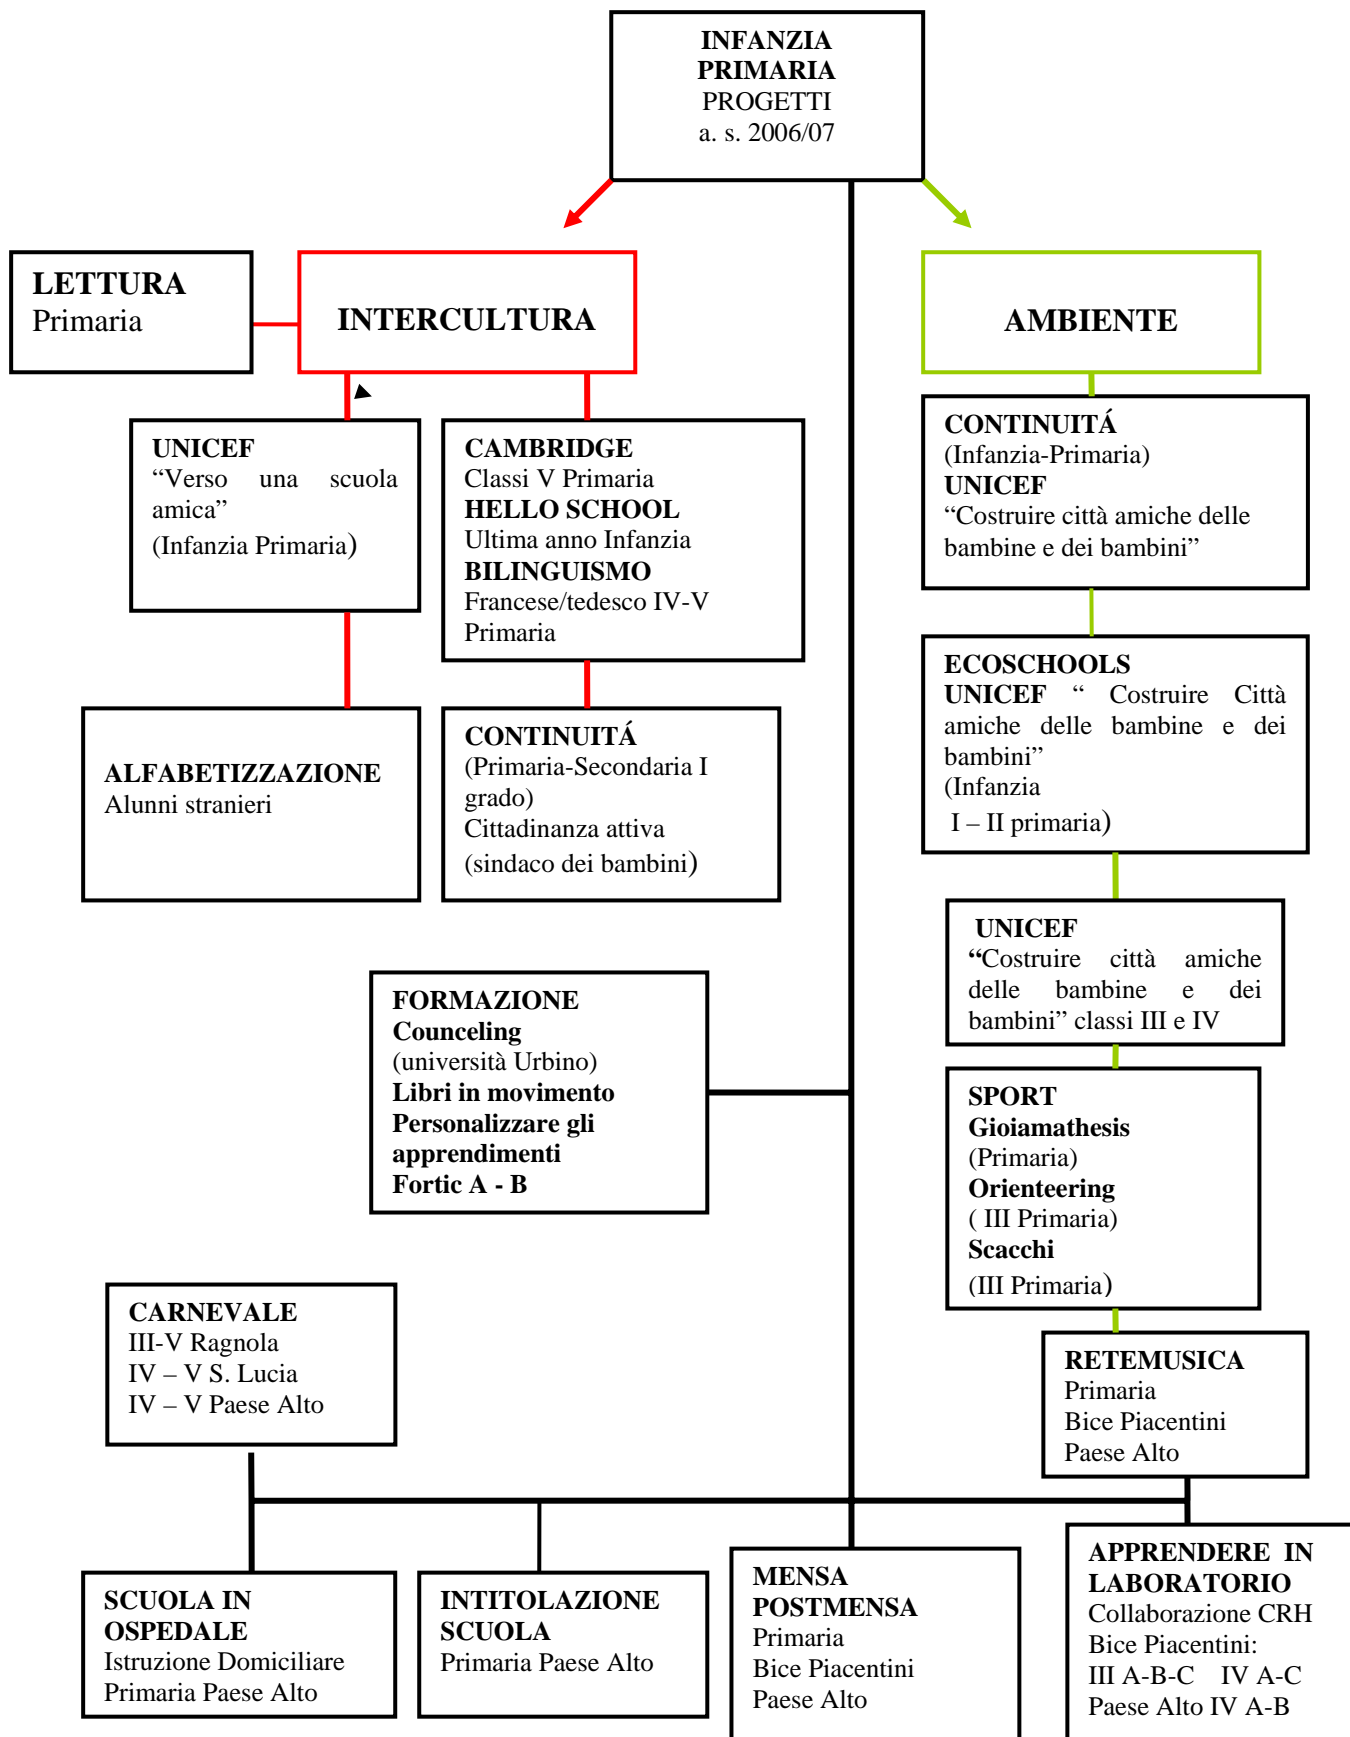 INFANZIA
PRIMARIA
PROGETTI
a. s. 2006/07
LETTURA
Primaria
INTERCULTURA
AMBIENTE
UNICEF
“Verso una scuola
amica”
(Infanzia Primaria)
CAMBRIDGE
Classi V Primaria
HELLO SCHOOL
Ultima anno Infanzia
BILINGUISMO
Francese/tedesco IV-V
Primaria
CONTINUITÁ
(Infanzia-Primaria)
UNICEF
“Costruire città amiche delle
bambine e dei bambini”
ALFABETIZZAZIONE
Alunni stranieri
CONTINUITÁ
(Primaria-Secondaria I
grado)
Cittadinanza attiva
(sindaco dei bambini)
ECOSCHOOLS
UNICEF “ Costruire Città
amiche delle bambine e dei
bambini”
(Infanzia
I – II primaria)
UNICEF
“Costruire città amiche
delle bambine e dei
bambini” classi III e IV
FORMAZIONE
Counceling
(università Urbino)
Libri in movimento
Personalizzare gli
apprendimenti
Fortic A - B
SPORT
Gioiamathesis
(Primaria)
Orienteering
( III Primaria)
Scacchi
(III Primaria)
CARNEVALE
III-V Ragnola
IV – V S. Lucia
IV – V Paese Alto
RETEMUSICA
Primaria
Bice Piacentini
Paese Alto
SCUOLA IN
OSPEDALE
Istruzione Domiciliare
Primaria Paese Alto
INTITOLAZIONE
SCUOLA
Primaria Paese Alto
MENSA
POSTMENSA
Primaria
Bice Piacentini
Paese Alto
APPRENDERE IN
LABORATORIO
Collaborazione CRH
Bice Piacentini:
III A-B-C IV A-C
Paese Alto IV A-B